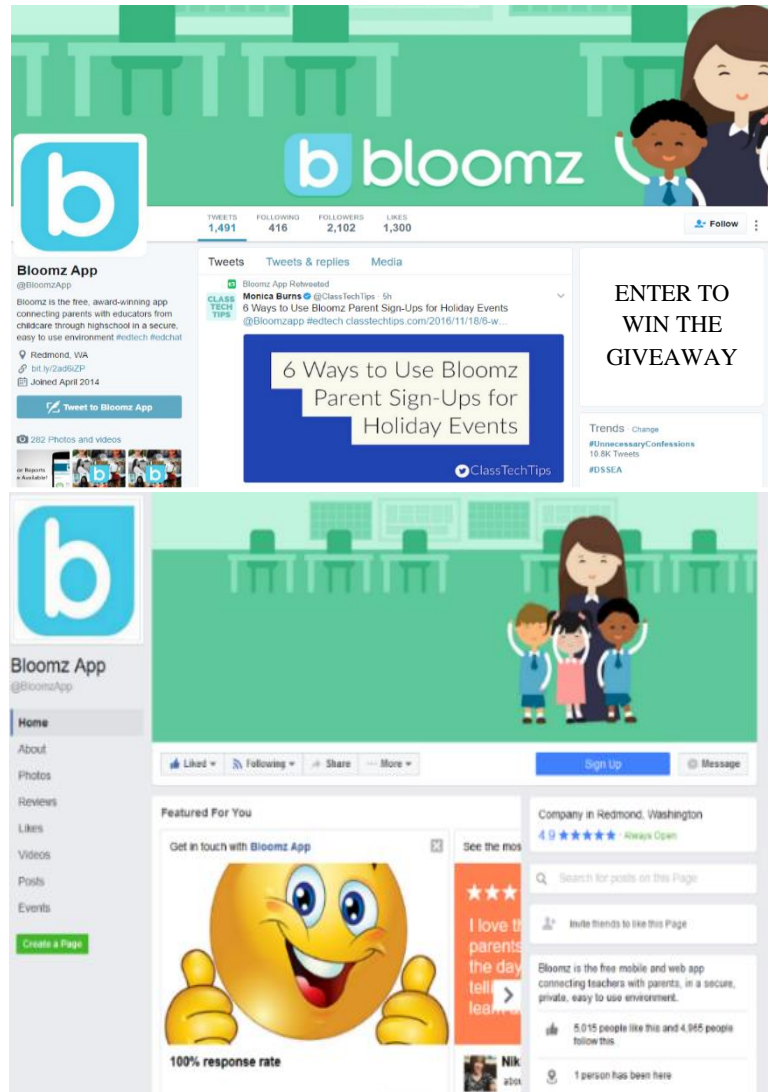 b bloomz
b
TWEETS
1,491
FOLLOWING
416
FOLLOWERS
2,102
LIKES
1,300
Follow
Bloomz App
@BloomzApp
Bloomz is the free, award-winning app
connecting parents with educators from
childcare through highschool in a secure,
easy to use environment #edtech #edchat
Redmond, WA
bit.ly/2ad6iZP
Joined April 2014
Tweet to Bloomz App
282 Photos and videos
Tweets Tweets & replies Media
Bloomz App Retweeted
CLASS
TECH
TIPS
Monica Burns @ClassTechTips · 5h
6 Ways to Use Bloomz Parent Sign-Ups for Holiday Events
@Bloomzapp #edtech classtechtips.com/2016/11/18/6-w…
6 Ways to Use Bloomz
Parent Sign-Ups for
Holiday Events
ClassTechTips
ENTER TO
WIN THE
GIVEAWAY
Trends · Change
#UnnecessaryConfessions
10.8K Tweets
#DSSEA
b
Bloomz App
@BloomzApp
Home
About
Photos
Reviews
Likes
Videos
Posts
Events
Create a Page
Liked Following Share More
Sign Up Message
Featured For You
Get in touch with Bloomz App
100% response rate
See the mos
I love th
parents
the day
Nik
abou
Company in Redmond, Washington
4.9 ★★★★★ · Always Open
Search for posts on this Page
Invite friends to like this Page
Bloomz is the free mobile and web app
connecting teachers with parents, in a secure,
private, easy to use environment.
5,015 people like this and 4,965 people
follow this
1 person has been here